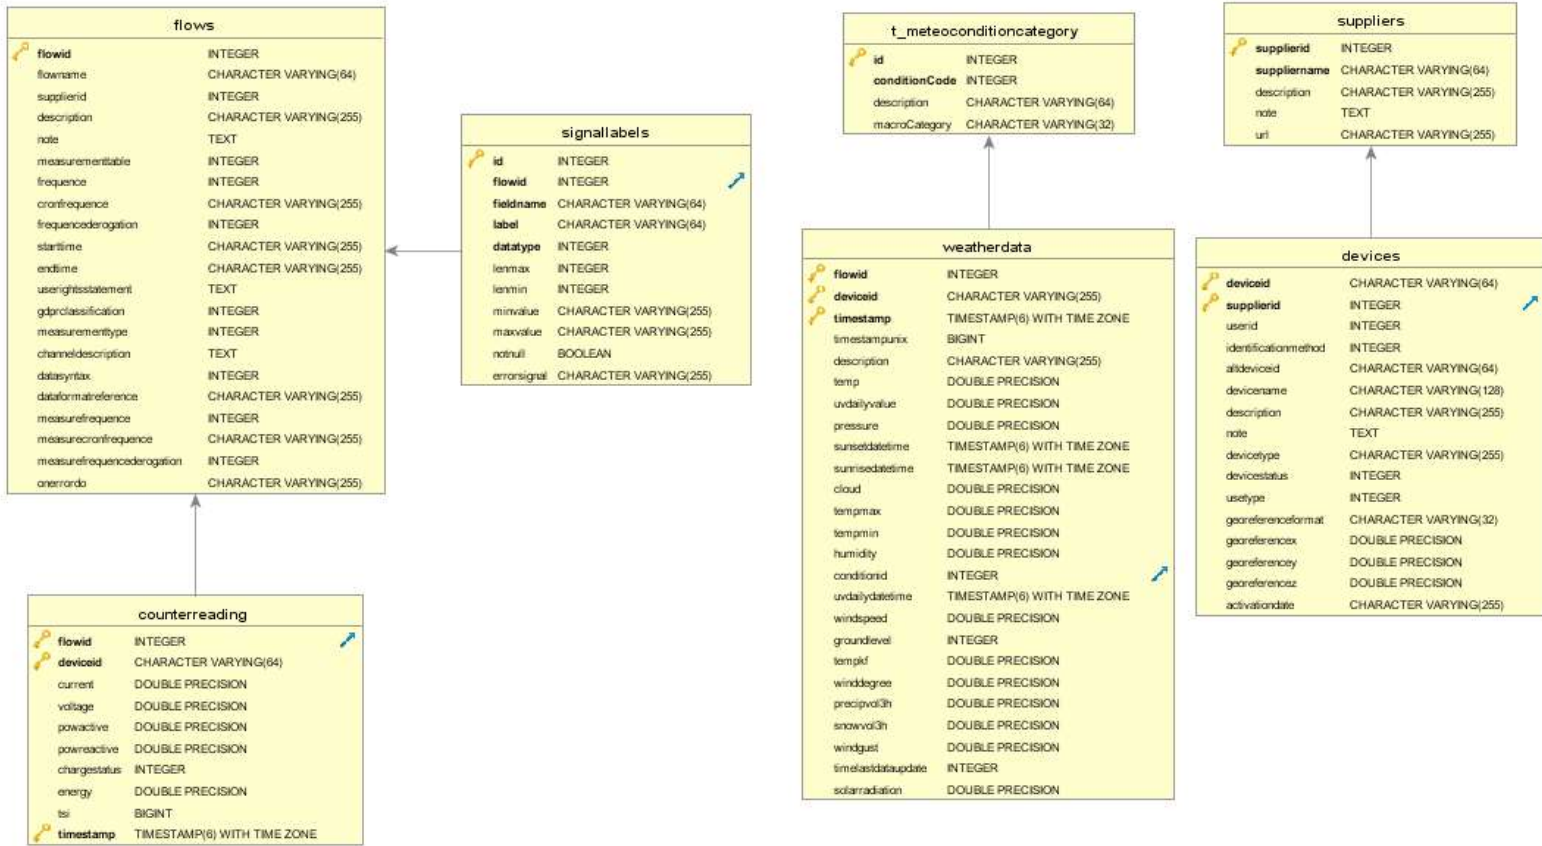 flows
flowid INTEGER
flowname CHARACTER VARYING(64)
supplierid INTEGER
description CHARACTER VARYING(255)
note TEXT
measurementtable INTEGER
frequence INTEGER
cronfrequence CHARACTER VARYING(255)
frequencederogation INTEGER
starttime CHARACTER VARYING(255)
endtime CHARACTER VARYING(255)
userightsstatement TEXT
gdprclassification INTEGER
measurementtype INTEGER
channeldescription TEXT
datasyntax INTEGER
dataformatreference CHARACTER VARYING(255)
measurefrequence INTEGER
measurecronfrequence CHARACTER VARYING(255)
measurefrequencederogation INTEGER
onerrordo CHARACTER VARYING(255)
signallabels
id INTEGER
flowid INTEGER
fieldname CHARACTER VARYING(64)
label CHARACTER VARYING(64)
datatype INTEGER
lenmax INTEGER
lenmin INTEGER
minvalue CHARACTER VARYING(255)
maxvalue CHARACTER VARYING(255)
notnull BOOLEAN
errorsignal CHARACTER VARYING(255)
counterreading
flowid INTEGER
deviceid CHARACTER VARYING(64)
current DOUBLE PRECISION
voltage DOUBLE PRECISION
powactive DOUBLE PRECISION
powreactive DOUBLE PRECISION
chargestatus INTEGER
energy DOUBLE PRECISION
tsi BIGINT
timestamp TIMESTAMP(6) WITH TIME ZONE
t_meteoconditioncategory
id INTEGER
conditionCode INTEGER
description CHARACTER VARYING(64)
macroCategory CHARACTER VARYING(32)
weatherdata
flowid INTEGER
deviceid CHARACTER VARYING(255)
timestamp TIMESTAMP(6) WITH TIME ZONE
timestampunix BIGINT
description CHARACTER VARYING(255)
temp DOUBLE PRECISION
uvdailyvalue DOUBLE PRECISION
pressure DOUBLE PRECISION
sunsetdatetime TIMESTAMP(6) WITH TIME ZONE
sunrisedatetime TIMESTAMP(6) WITH TIME ZONE
cloud DOUBLE PRECISION
tempmax DOUBLE PRECISION
tempmin DOUBLE PRECISION
humidity DOUBLE PRECISION
conditionid INTEGER
uvdailydatetime TIMESTAMP(6) WITH TIME ZONE
windspeed DOUBLE PRECISION
groundlevel INTEGER
tempkf DOUBLE PRECISION
winddegree DOUBLE PRECISION
precipvol3h DOUBLE PRECISION
snowvol3h DOUBLE PRECISION
windgust DOUBLE PRECISION
timelastdataupdate INTEGER
solarradiation DOUBLE PRECISION
suppliers
supplierid INTEGER
suppliername CHARACTER VARYING(64)
description CHARACTER VARYING(255)
note TEXT
url CHARACTER VARYING(255)
devices
deviceid CHARACTER VARYING(64)
supplierid INTEGER
userid INTEGER
identificationmethod INTEGER
altdeviceid CHARACTER VARYING(64)
devicename CHARACTER VARYING(128)
description CHARACTER VARYING(255)
note TEXT
devicetype CHARACTER VARYING(255)
devicestatus INTEGER
usetype INTEGER
georeferenceformat CHARACTER VARYING(32)
georeferencex DOUBLE PRECISION
georeferencey DOUBLE PRECISION
georeferencez DOUBLE PRECISION
activationdate CHARACTER VARYING(255)